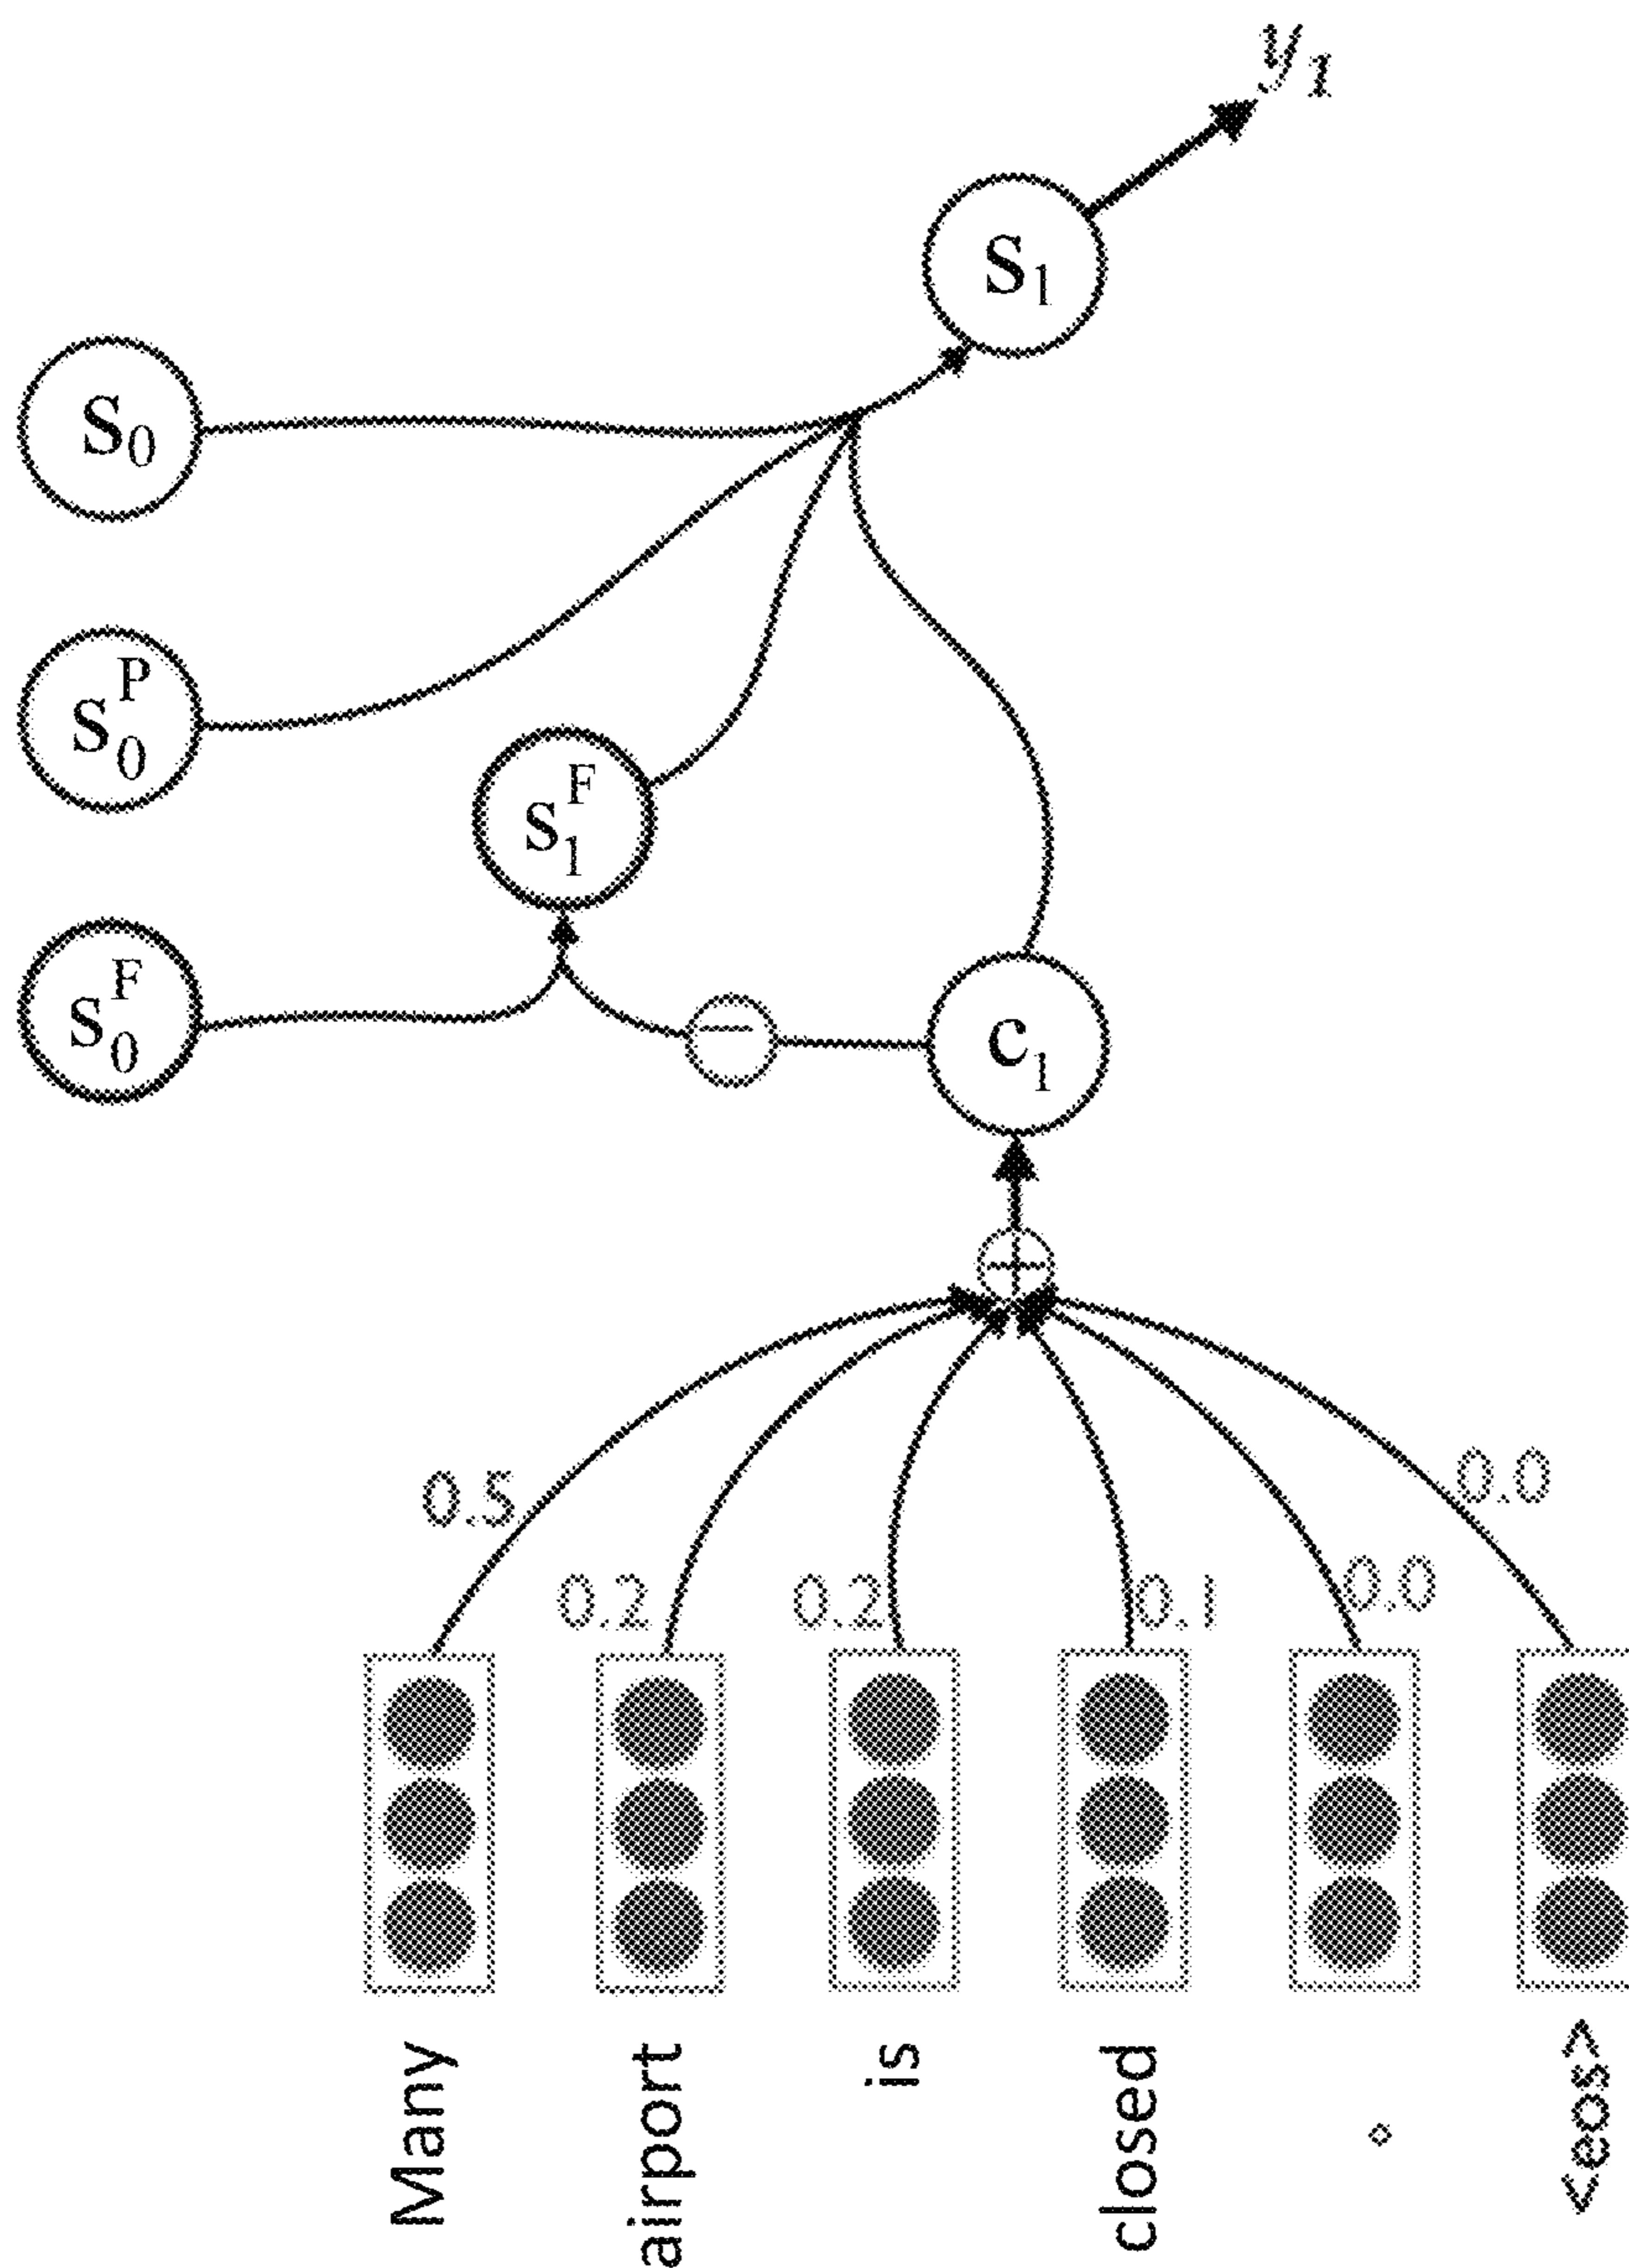 y₁
S₁
S₀
S₀ᴾ
S₁ꟳ
S₀ꟳ
−
c₁
+
0.5
0.2
0.2
0.1
0.0
0.0
Many
airport
is
closed
。
<eos>